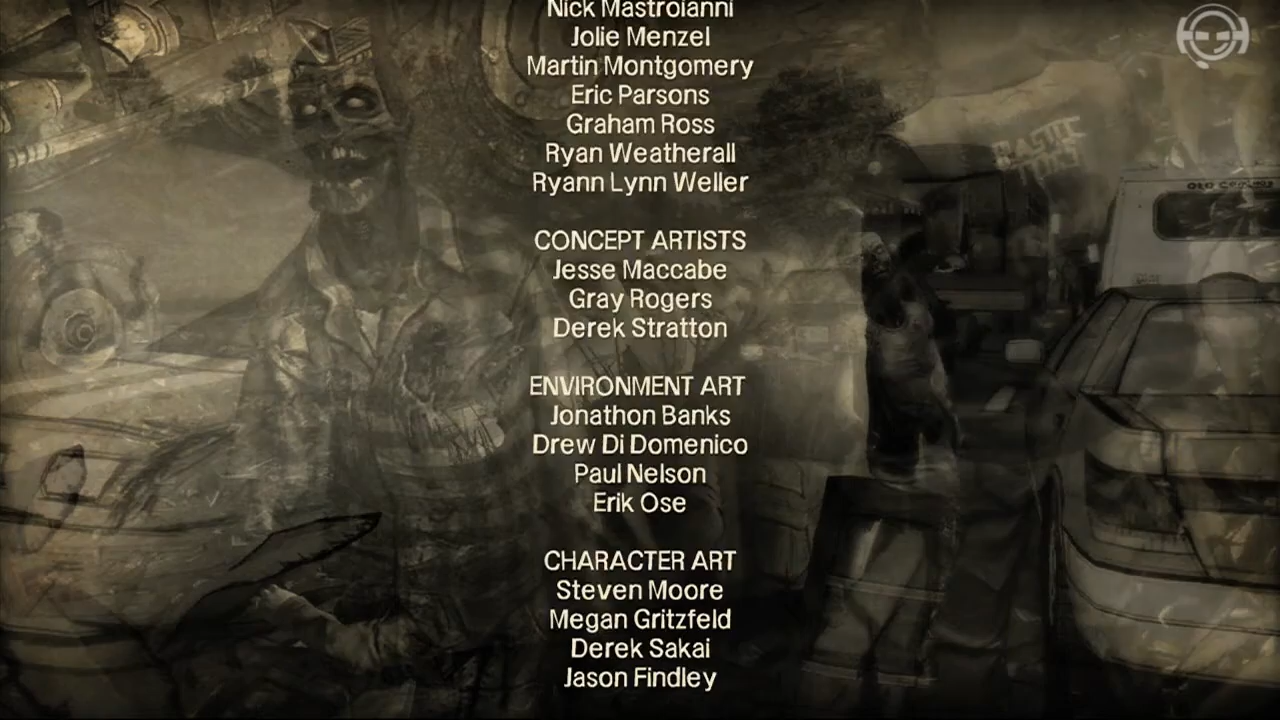 Nick Mastroianni
Jolie Menzel
Martin Montgomery
Eric Parsons
Graham Ross
Ryan Weatherall
Ryann Lynn Weller
CONCEPT ARTISTS
Jesse Maccabe
Gray Rogers
Derek Stratton
ENVIRONMENT ART
Jonathon Banks
Drew Di Domenico
Paul Nelson
Erik Ose
CHARACTER ART
Steven Moore
Megan Gritzfeld
Derek Sakai
Jason Findley